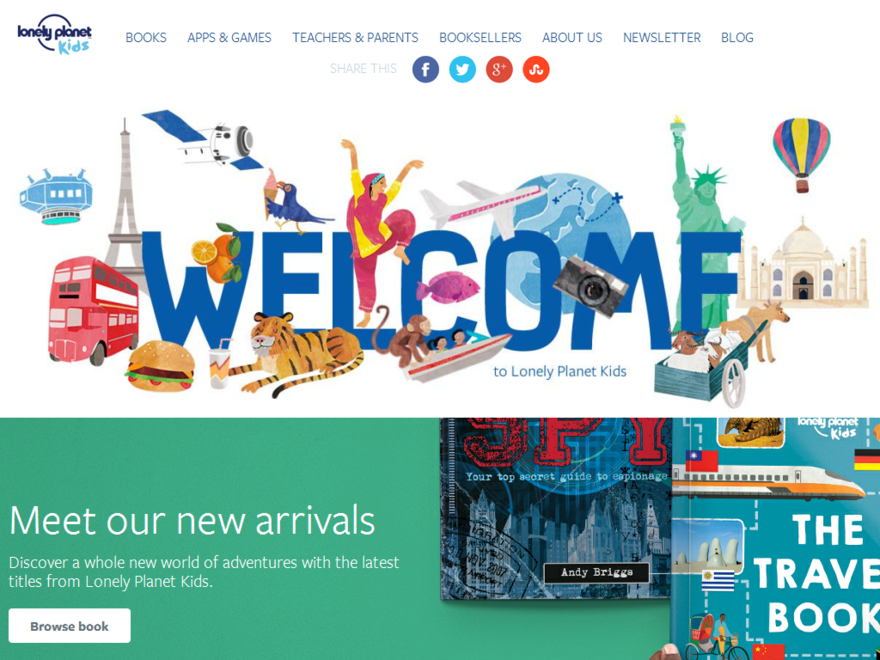 lonely planet
Kids
BOOKS APPS & GAMES TEACHERS & PARENTS BOOKSELLERS ABOUT US NEWSLETTER BLOG
SHARE THIS
WELCOME
to Lonely Planet Kids
Meet our new arrivals
Discover a whole new world of adventures with the latest
titles from Lonely Planet Kids.
Browse book
SPY
Your top secret guide to espionage
Andy Briggs
lonely planet
Kids
THE
TRAVE
BOOK